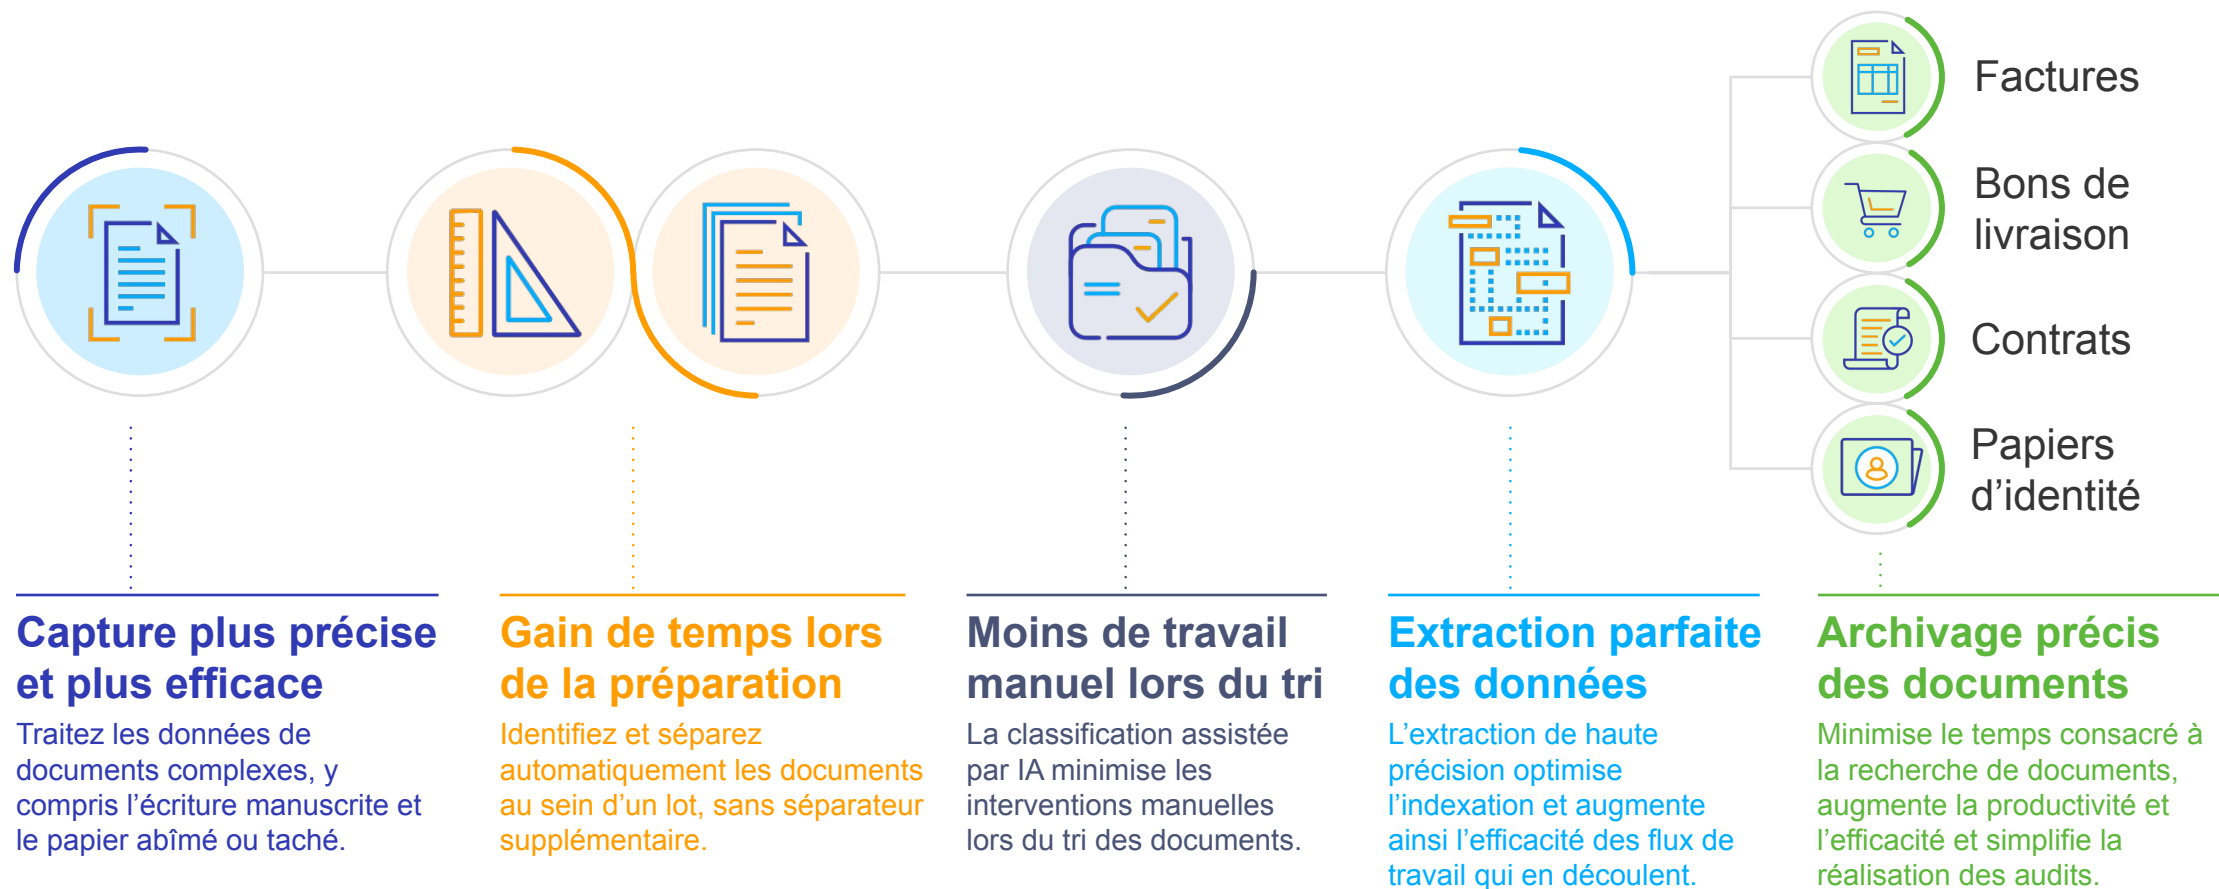 Factures
Bons de
livraison
Contrats
Papiers
d’identité
Capture plus précise
et plus efficace
Traitez les données de
documents complexes, y
compris l’écriture manuscrite et
le papier abîmé ou taché.
Gain de temps lors
de la préparation
Identifiez et séparez
automatiquement les documents
au sein d’un lot, sans séparateur
supplémentaire.
Moins de travail
manuel lors du tri
La classification assistée
par IA minimise les
interventions manuelles
lors du tri des documents.
Extraction parfaite
des données
L’extraction de haute
précision optimise
l’indexation et augmente
ainsi l’efficacité des flux de
travail qui en découlent.
Archivage précis
des documents
Minimise le temps consacré à
la recherche de documents,
augmente la productivité et
l’efficacité et simplifie la
réalisation des audits.